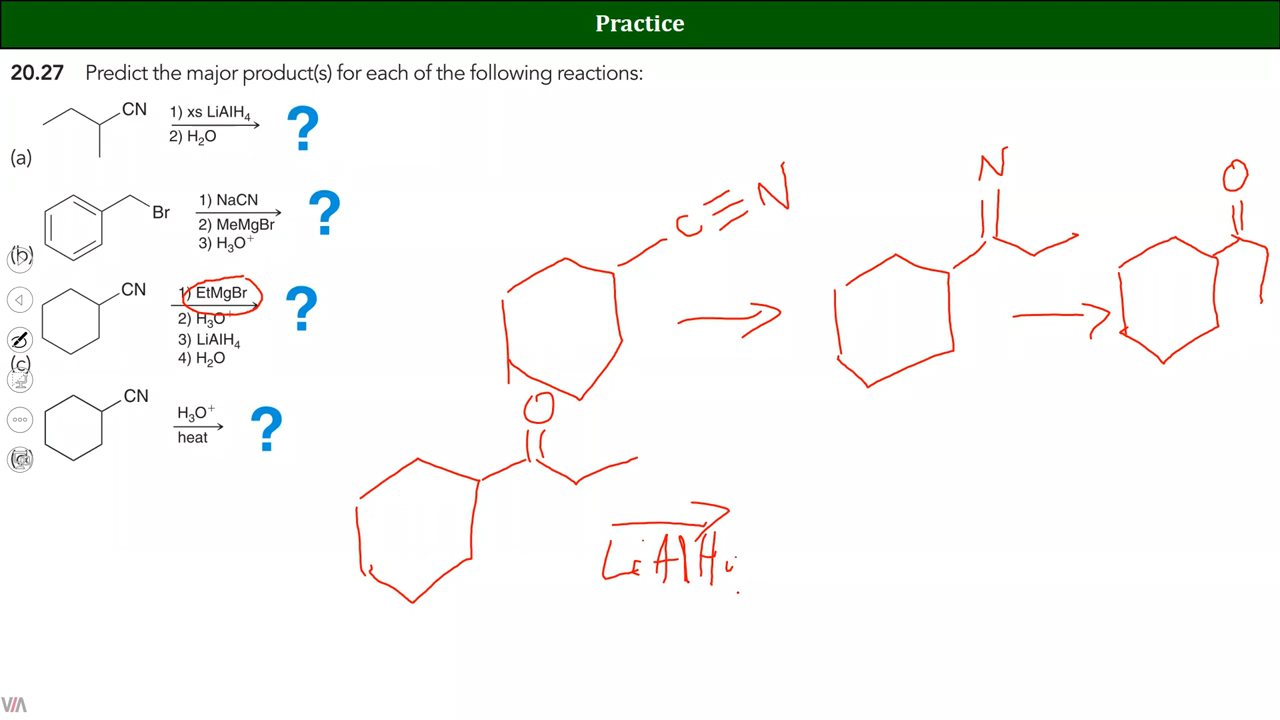 Practice
20.27 Predict the major product(s) for each of the following reactions:
CN
1) xs LiAlH₄
2) H₂O
?
(a)
Br
1) NaCN
2) MeMgBr
3) H₃O⁺
?
(b)
CN
1) EtMgBr
2) H₃O⁺
3) LiAlH₄
4) H₂O
?
(c)
CN
H₃O⁺
heat
?
C≡N
N
O
O
LiAlH
VIA